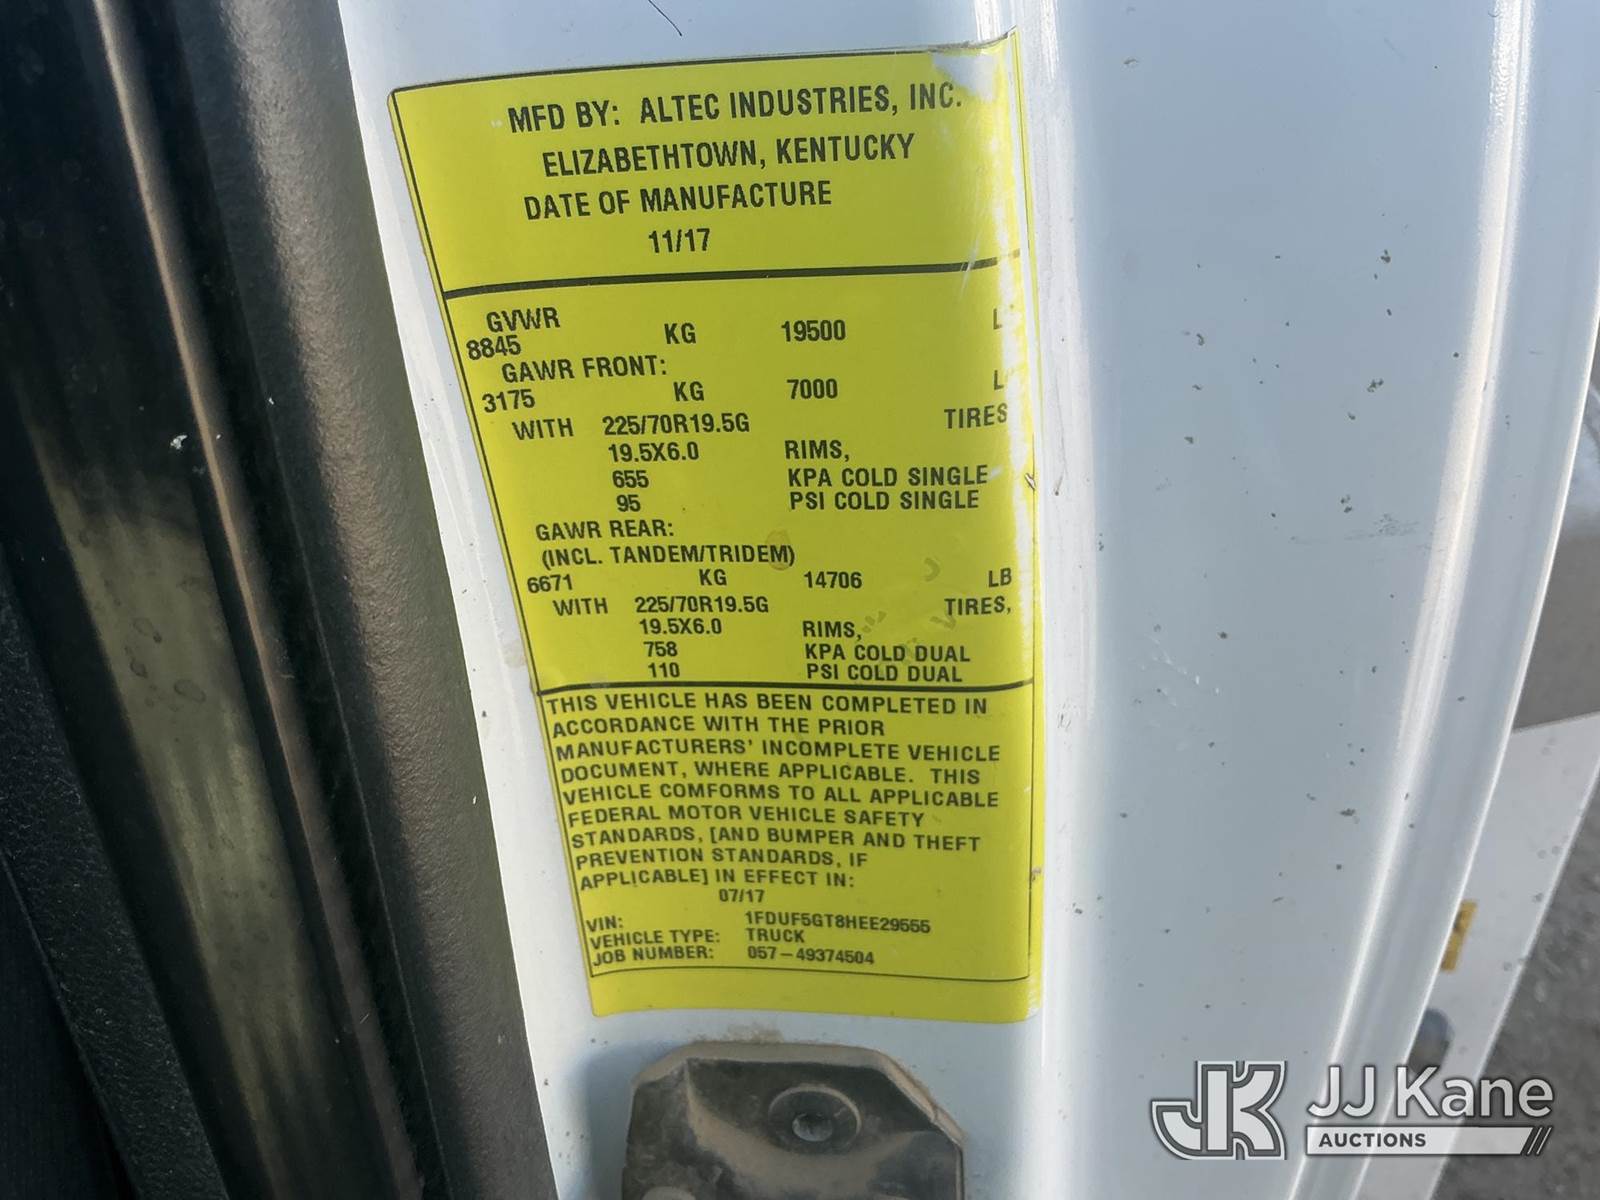 MFD BY: ALTEC INDUSTRIES, INC.
ELIZABETHTOWN, KENTUCKY
DATE OF MANUFACTURE
11/17
GVWR
8845 KG 19500 L
GAWR FRONT:
3175 KG 7000 L
WITH 225/70R19.5G TIRES
19.5X6.0 RIMS,
655 KPA COLD SINGLE
95 PSI COLD SINGLE
GAWR REAR:
(INCL. TANDEM/TRIDEM)
6671 KG 14706 LB
WITH 225/70R19.5G TIRES,
19.5X6.0 RIMS,
758 KPA COLD DUAL
110 PSI COLD DUAL
THIS VEHICLE HAS BEEN COMPLETED IN
ACCORDANCE WITH THE PRIOR
MANUFACTURERS' INCOMPLETE VEHICLE
DOCUMENT, WHERE APPLICABLE. THIS
VEHICLE COMFORMS TO ALL APPLICABLE
FEDERAL MOTOR VEHICLE SAFETY
STANDARDS, [AND BUMPER AND THEFT
PREVENTION STANDARDS, IF
APPLICABLE] IN EFFECT IN:
07/17
VIN: 1FDUF5GT8HEE29555
VEHICLE TYPE: TRUCK
JOB NUMBER: 057-49374504
JK JJ Kane
AUCTIONS